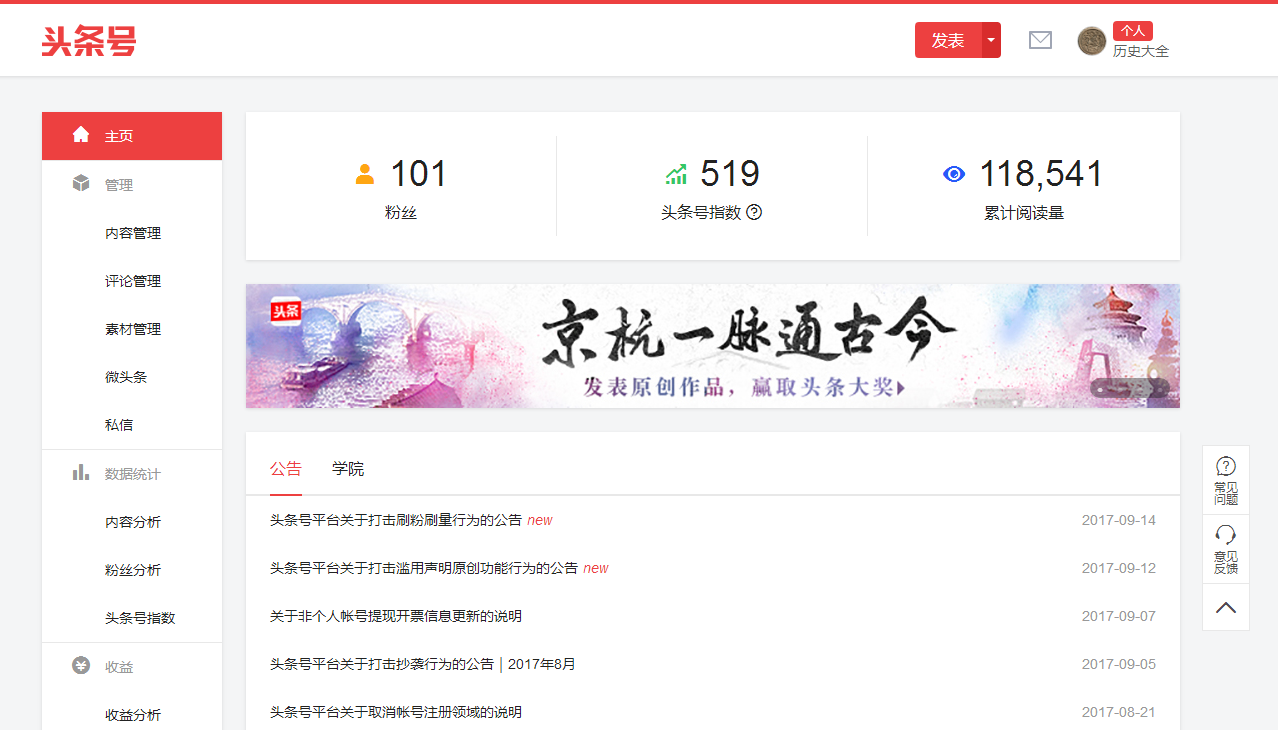 头条号
发表
个人
历史大全
主页
管理
内容管理
评论管理
素材管理
微头条
私信
数据统计
内容分析
粉丝分析
头条号指数
收益
收益分析
101
粉丝
519
头条号指数 ?
118,541
累计阅读量
头条
京杭一脉通古今
发表原创作品，赢取头条大奖
公告 学院
头条号平台关于打击刷粉刷量行为的公告 new 2017-09-14
头条号平台关于打击滥用声明原创功能行为的公告 new 2017-09-12
关于非个人帐号提现开票信息更新的说明 2017-09-07
头条号平台关于打击抄袭行为的公告｜2017年8月 2017-09-05
头条号平台关于取消帐号注册领域的说明 2017-08-21
常见
问题
意见
反馈